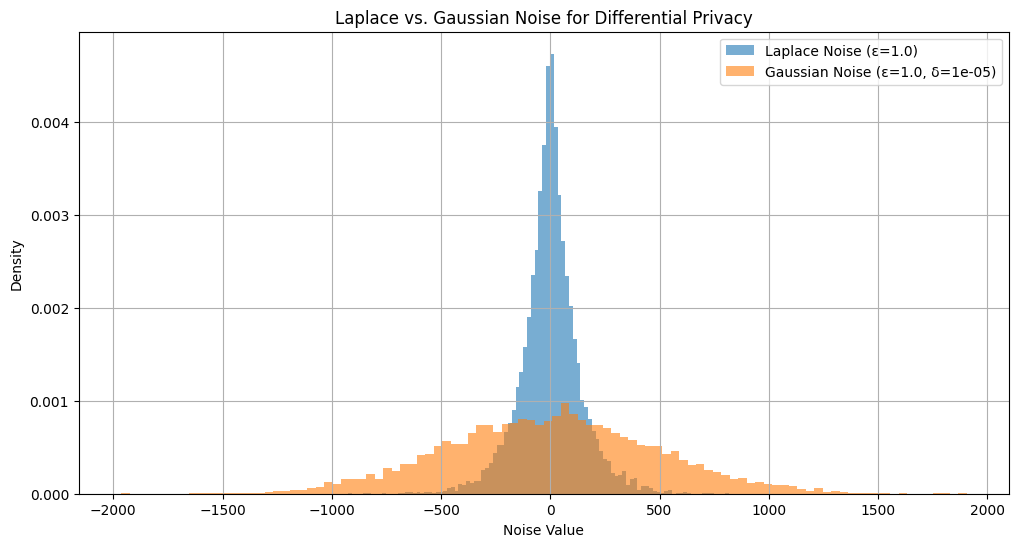 Laplace vs. Gaussian Noise for Differential Privacy
Laplace Noise (ε=1.0)
Gaussian Noise (ε=1.0, δ=1e-05)
Density
0.004
0.003
0.002
0.001
0.000
−2000 −1500 −1000 −500 0 500 1000 1500 2000
Noise Value